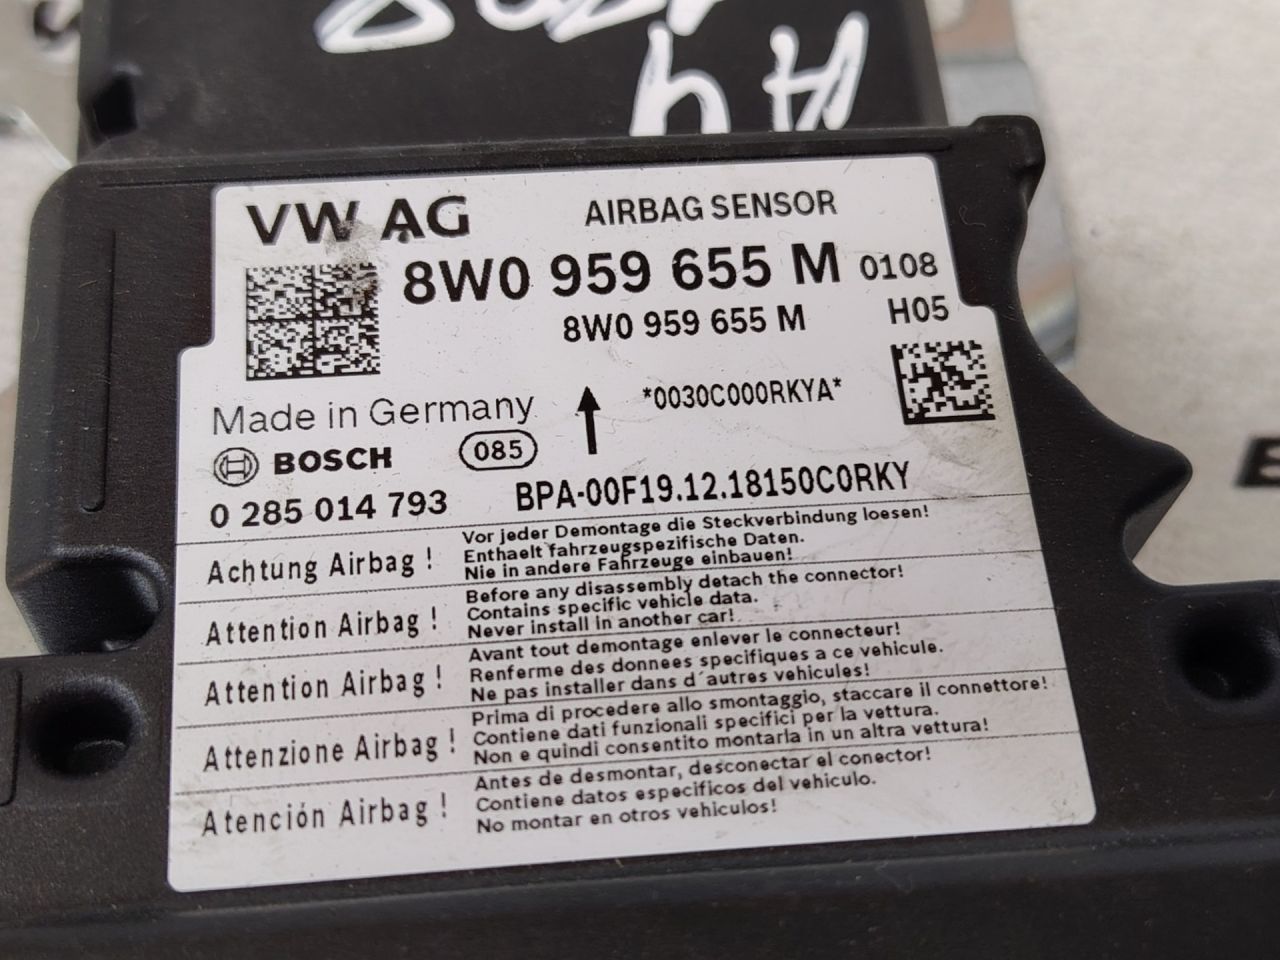 A4
VW AG
AIRBAG SENSOR
8W0 959 655 M 0108
8W0 959 655 M
H05
Made in Germany
*0030C000RKYA*
BOSCH
085
0 285 014 793
BPA-00F19.12.18150C0RKY
Achtung Airbag !
Vor jeder Demontage die Steckverbindung loesen!
Enthaelt fahrzeugspezifische Daten.
Nie in andere Fahrzeuge einbauen!
Attention Airbag !
Before any disassembly detach the connector!
Contains specific vehicle data.
Never install in another car!
Attention Airbag !
Avant tout demontage enlever le connecteur!
Renferme des donnees specifiques a ce vehicule.
Ne pas installer dans d´autres vehicules!
Attenzione Airbag !
Prima di procedere allo smontaggio, staccare il connettore!
Contiene dati funzionali specifici per la vettura.
Non e quindi consentito montarla in un altra vettura!
Atención Airbag !
Antes de desmontar, desconectar el conector!
Contiene datos especificos del vehiculo.
No montar en otros vehiculos!